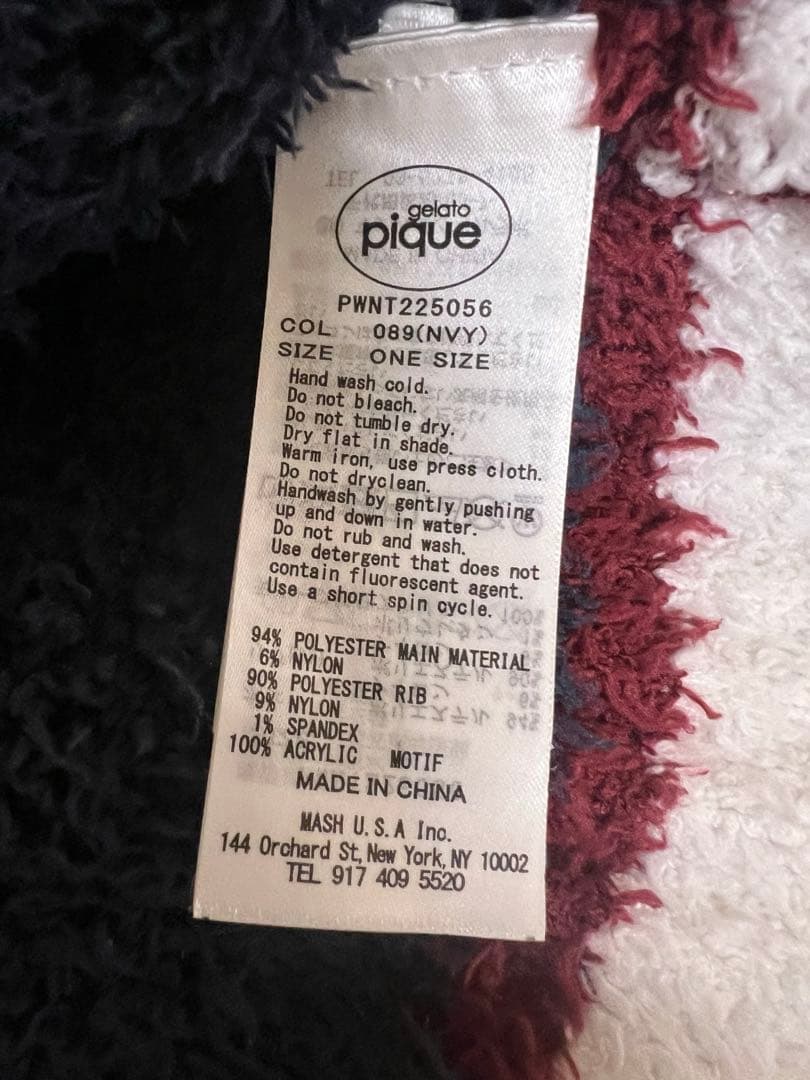 gelato
pique
PWNT225056
COL 089(NVY)
SIZE ONE SIZE
Hand wash cold.
Do not bleach.
Do not tumble dry.
Dry flat in shade.
Warm iron, use press cloth.
Do not dryclean.
Handwash by gently pushing
up and down in water.
Do not rub and wash.
Use detergent that does not
contain fluorescent agent.
Use a short spin cycle.
94% POLYESTER MAIN MATERIAL
6% NYLON
90% POLYESTER RIB
9% NYLON
1% SPANDEX
100% ACRYLIC MOTIF
MADE IN CHINA
MASH U.S.A Inc.
144 Orchard St, New York, NY 10002
TEL 917 409 5520